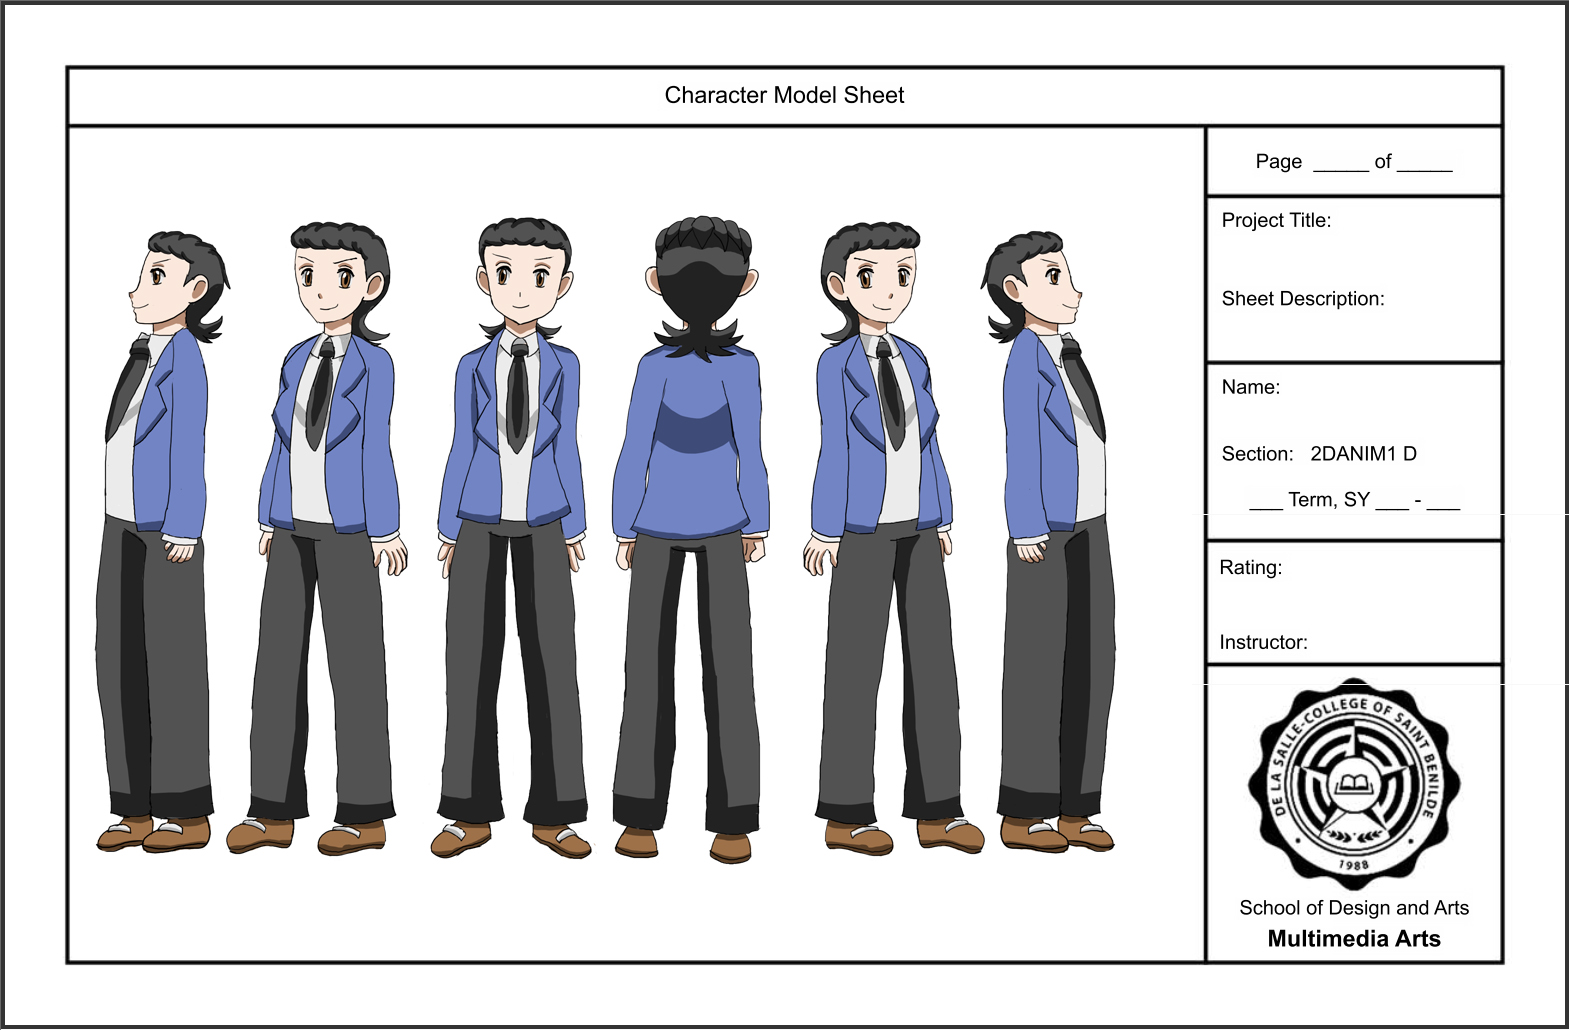 Character Model Sheet
Page _____ of _____
Project Title:
Sheet Description:
Name:
Section: 2DANIM1 D
___ Term, SY ___ - ___
Rating:
Instructor:
DE LA SALLE-COLLEGE OF SAINT BENILDE
1988
School of Design and Arts
Multimedia Arts